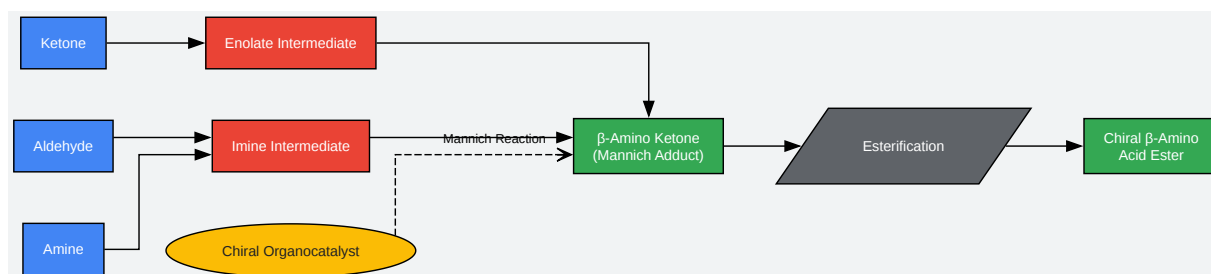 Ketone
Enolate Intermediate
Aldehyde
Imine Intermediate
Mannich Reaction
β-Amino Ketone
(Mannich Adduct)
Esterification
Chiral β-Amino
Acid Ester
Amine
Chiral Organocatalyst